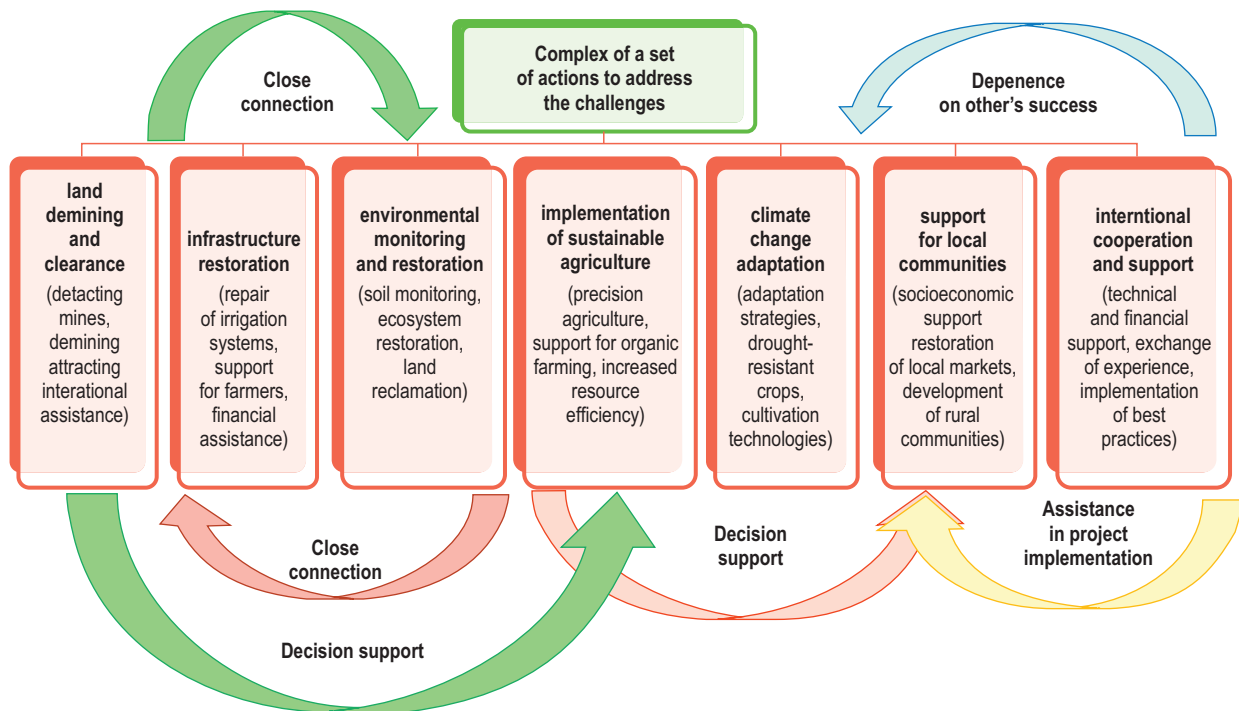 Complex of a set
of actions to address
the challenges
Close
connection
Depenence
on other's success
land
demining
and
clearance
(detacting
mines,
demining
attracting
interational
assistance)
infrastructure
restoration
(repair
of irrigation
systems,
support
for farmers,
financial
assistance)
environmental
monitoring
and restoration
(soil monitoring,
ecosystem
restoration,
land
reclamation)
implementation
of sustainable
agriculture
(precision
agriculture,
support for organic
farming, increased
resource
efficiency)
climate
change
adaptation
(adaptation
strategies,
drought-
resistant
crops,
cultivation
technologies)
support
for local
communities
(socioeconomic
support
restoration
of local markets,
development
of rural
communities)
interntional
cooperation
and support
(technical
and financial
support, exchange
of experience,
implementation
of best
practices)
Close
connection
Decision support
Decision
support
Assistance
in project
implementation